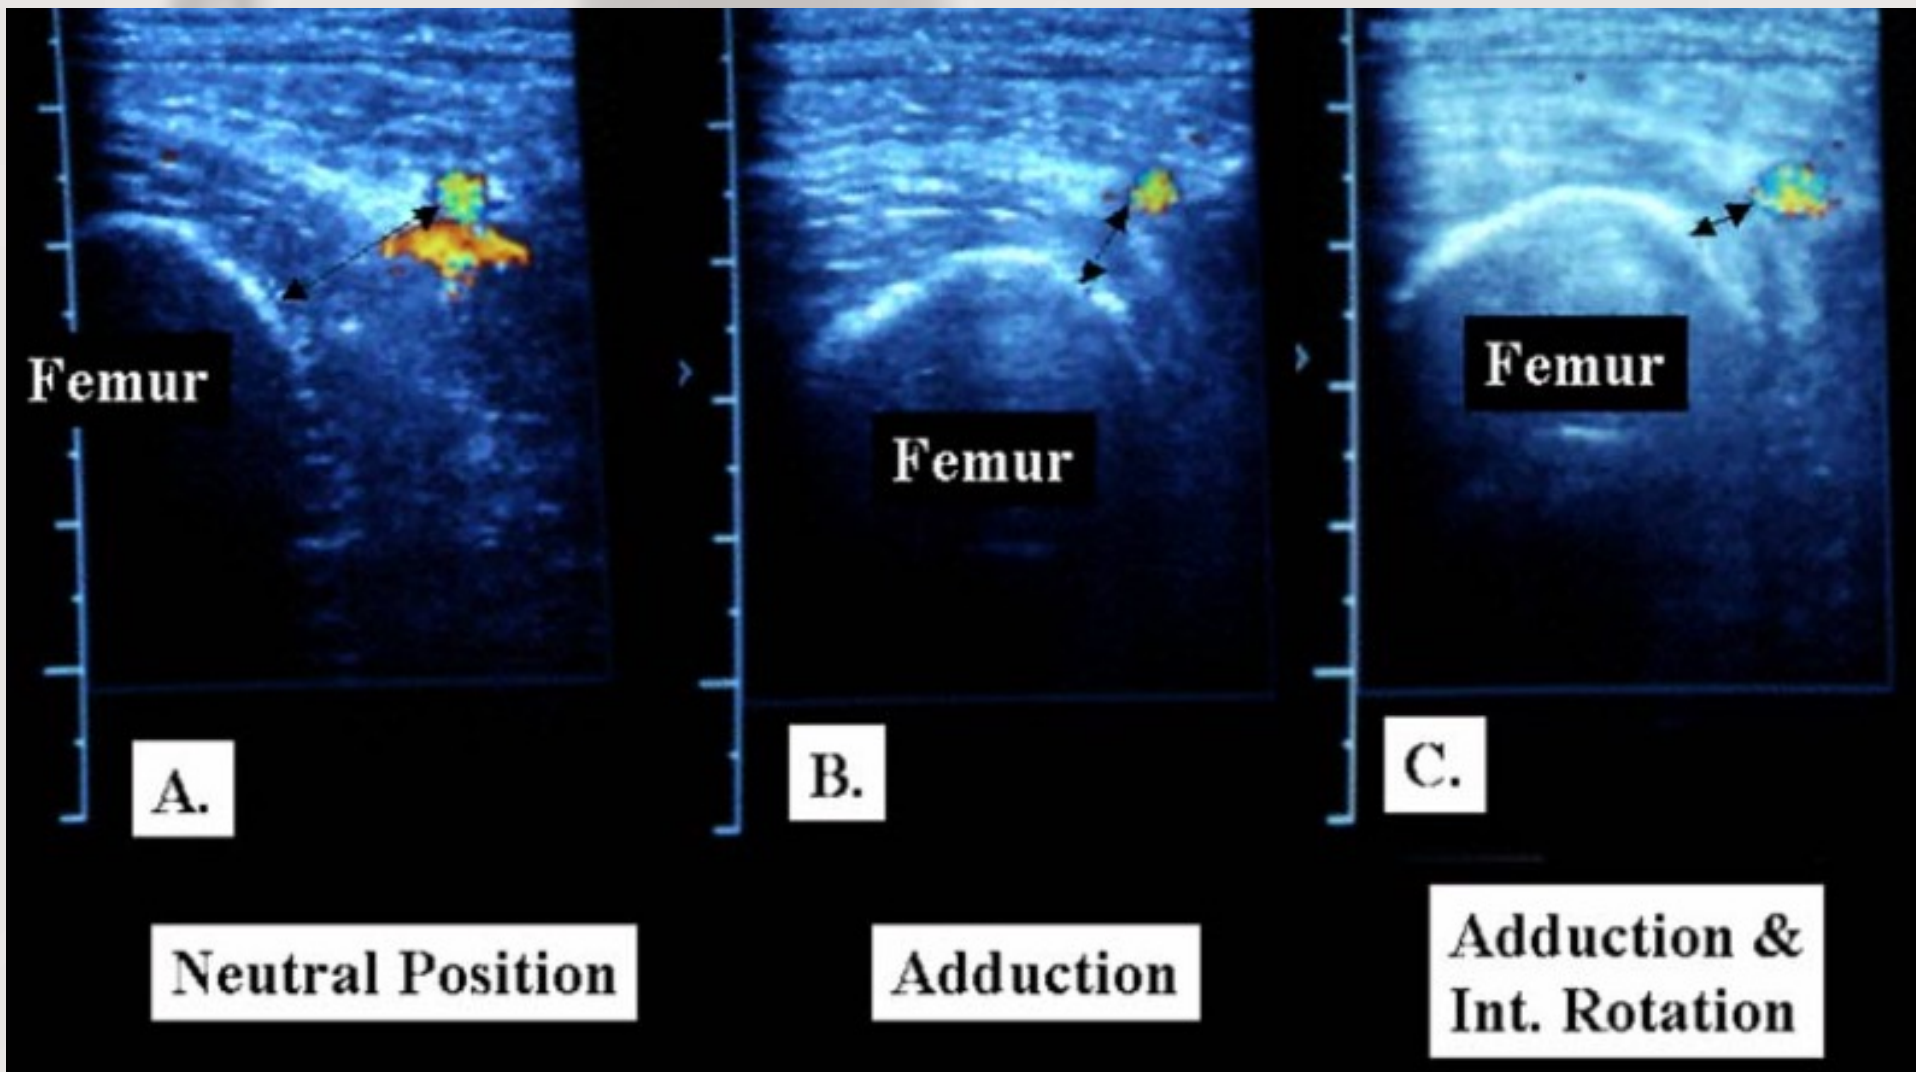 Femur
Femur
Femur
A.
B.
C.
Neutral Position
Adduction
Adduction &
Int. Rotation